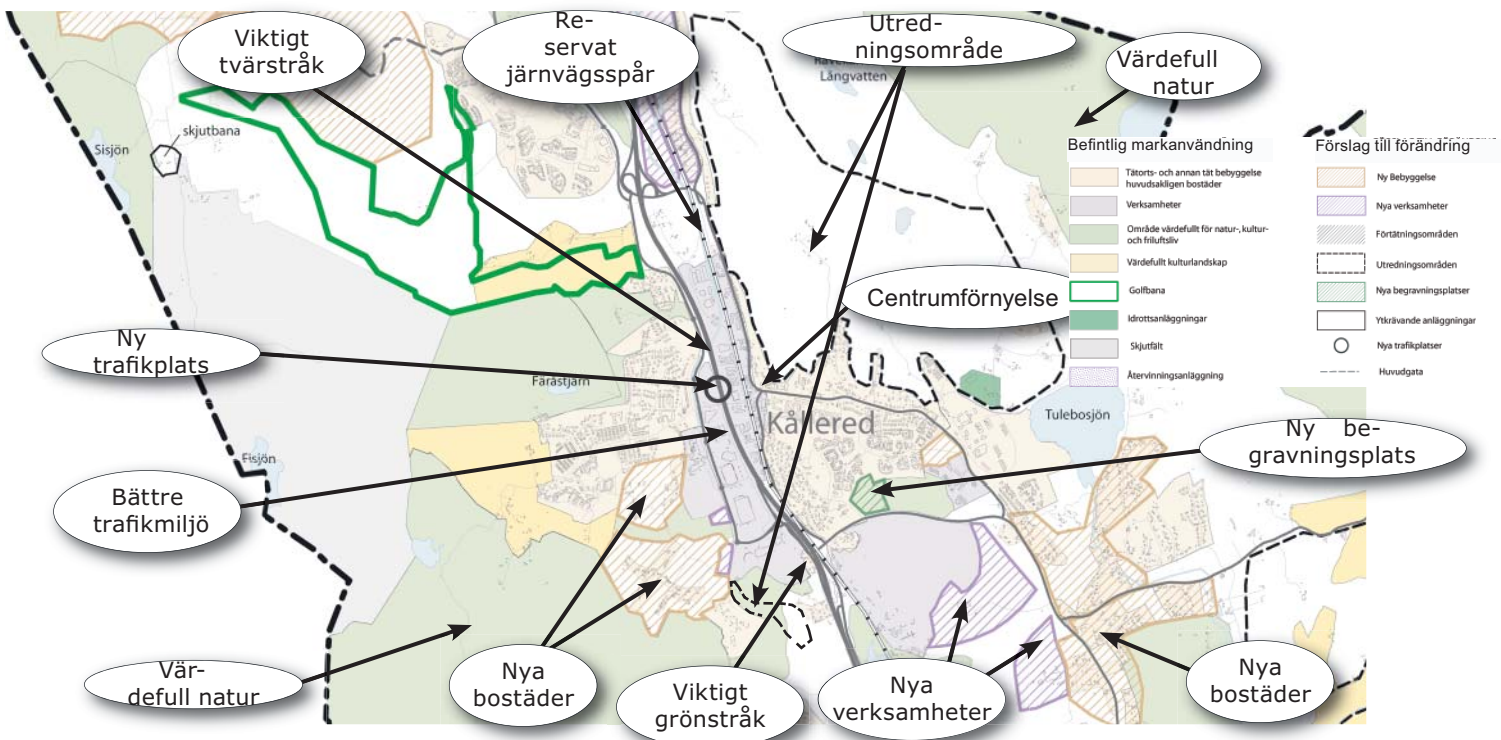 Viktigt
tvärstråk
Re-
servat
järnvägsspår
Utred-
ningsområde
Långvatten
Värdefull
natur
skjutbana
Sisjön
Befintlig markanvändning
Tätorts- och annan tät bebyggelse
huvudsakligen bostäder
Verksamheter
Område värdefullt för natur-, kultur-
och friluftsliv
Värdefullt kulturlandskap
Golfbana
Idrottsanläggningar
Skjutfält
Återvinningsanläggning
Förslag till förändring
Ny Bebyggelse
Nya verksamheter
Förtätningsområden
Utredningsområden
Nya begravningsplatser
Ytkrävande anläggningar
Nya trafikplatser
Huvudgata
Centrumförnyelse
Ny
trafikplats
Fåråstjärn
Kållered
Tulebosjön
Ny be-
gravningsplats
Fisjön
Bättre
trafikmiljö
Vär-
defull natur
Nya
bostäder
Viktigt
grönstråk
Nya
verksamheter
Nya
bostäder